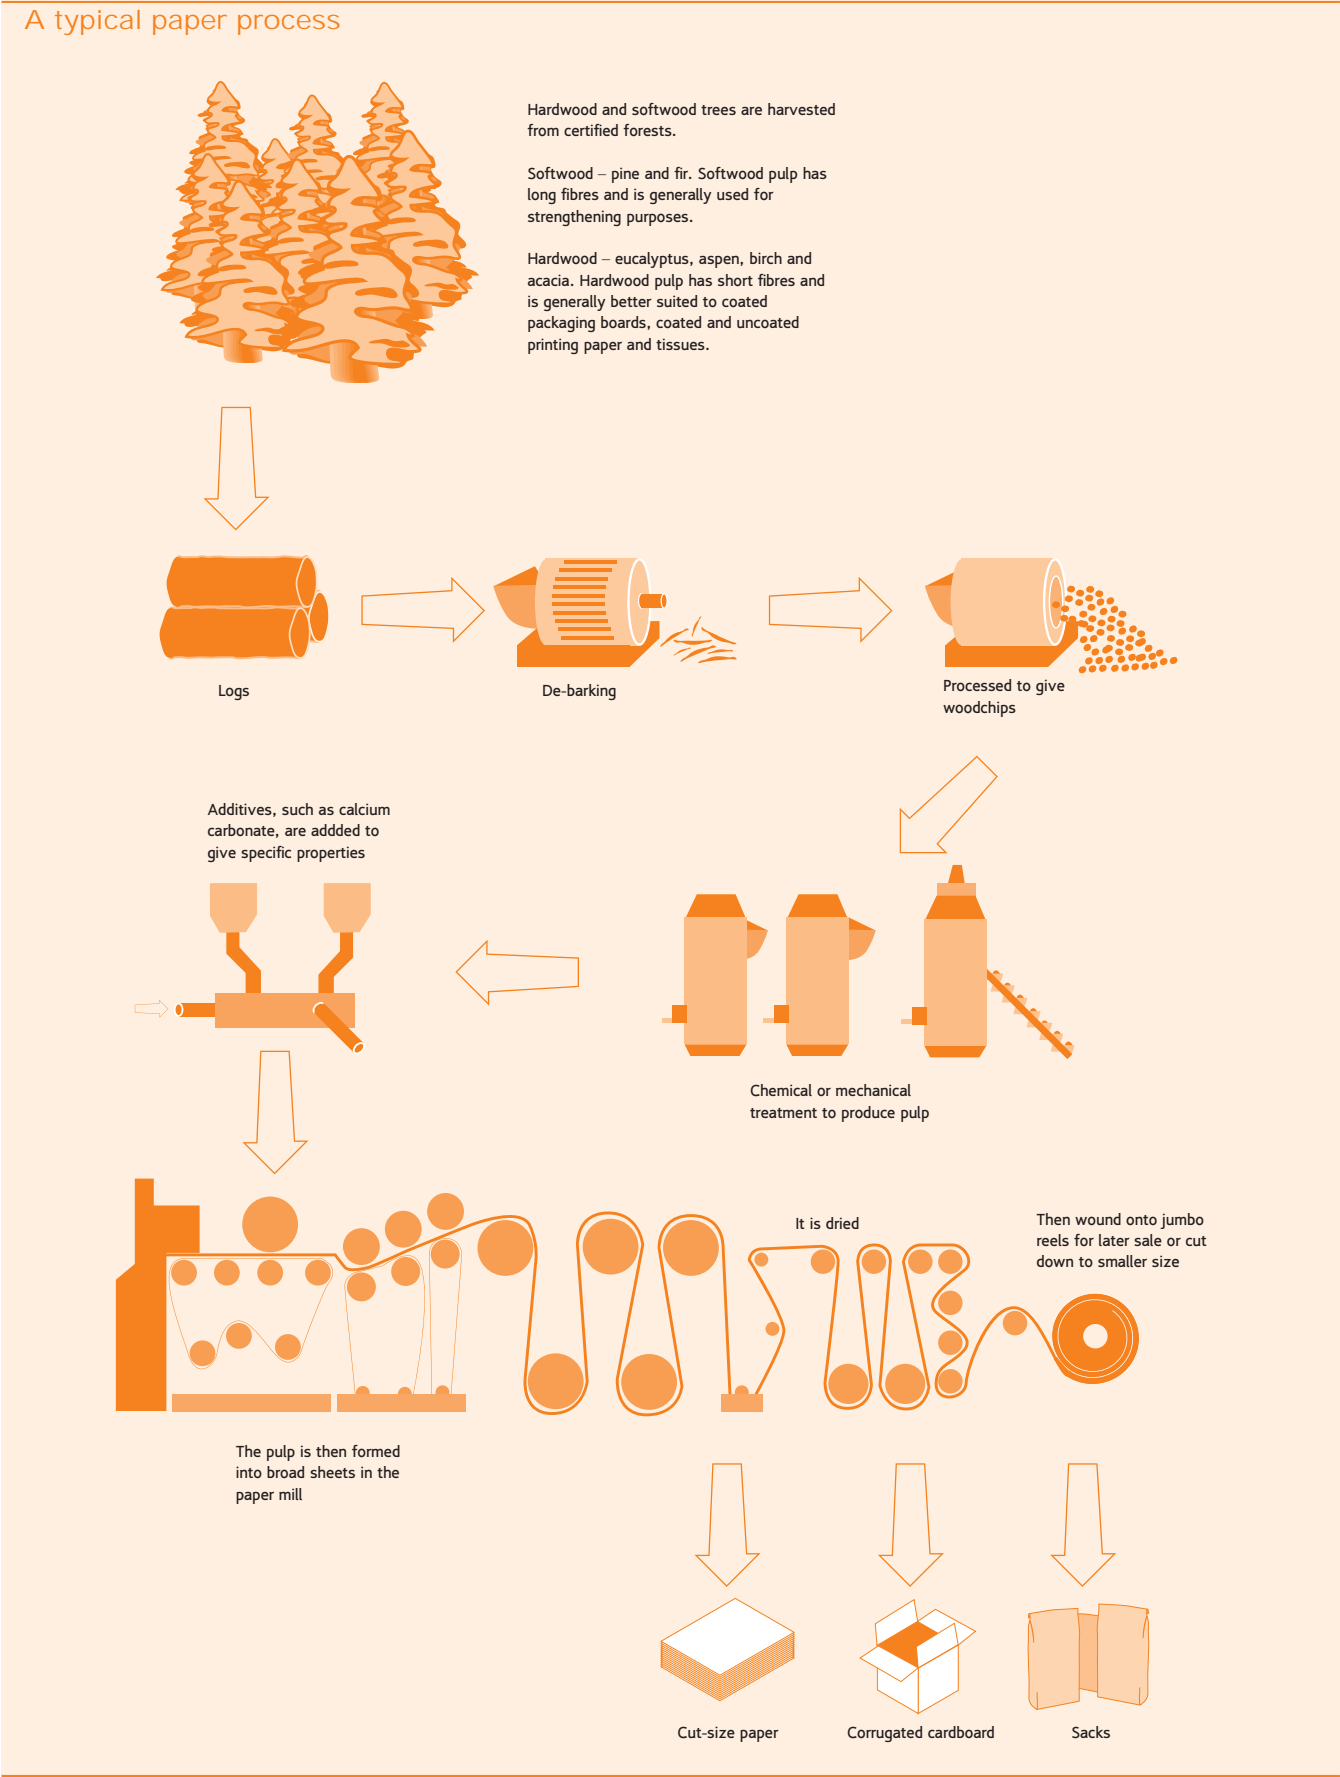 A typical paper process
Hardwood and softwood trees are harvested
from certified forests.
Softwood – pine and fir. Softwood pulp has
long fibres and is generally used for
strengthening purposes.
Hardwood – eucalyptus, aspen, birch and
acacia. Hardwood pulp has short fibres and
is generally better suited to coated
packaging boards, coated and uncoated
printing paper and tissues.
Logs
De-barking
Processed to give
woodchips
Additives, such as calcium
carbonate, are addded to
give specific properties
Chemical or mechanical
treatment to produce pulp
It is dried
Then wound onto jumbo
reels for later sale or cut
down to smaller size
The pulp is then formed
into broad sheets in the
paper mill
Cut-size paper
Corrugated cardboard
Sacks